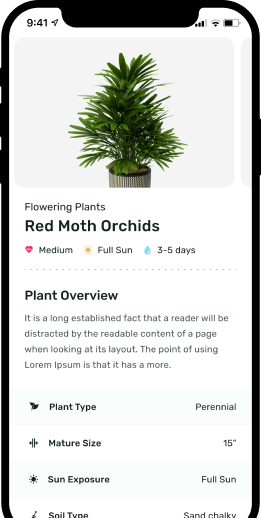 9:41
Flowering Plants
Red Moth Orchids
Medium Full Sun 3-5 days
Plant Overview
It is a long established fact that a reader will be
distracted by the readable content of a page
when looking at its layout. The point of using
Lorem Ipsum is that it has a more.
Plant Type Perennial
Mature Size 15”
Sun Exposure Full Sun
Soil Type Sand chalky